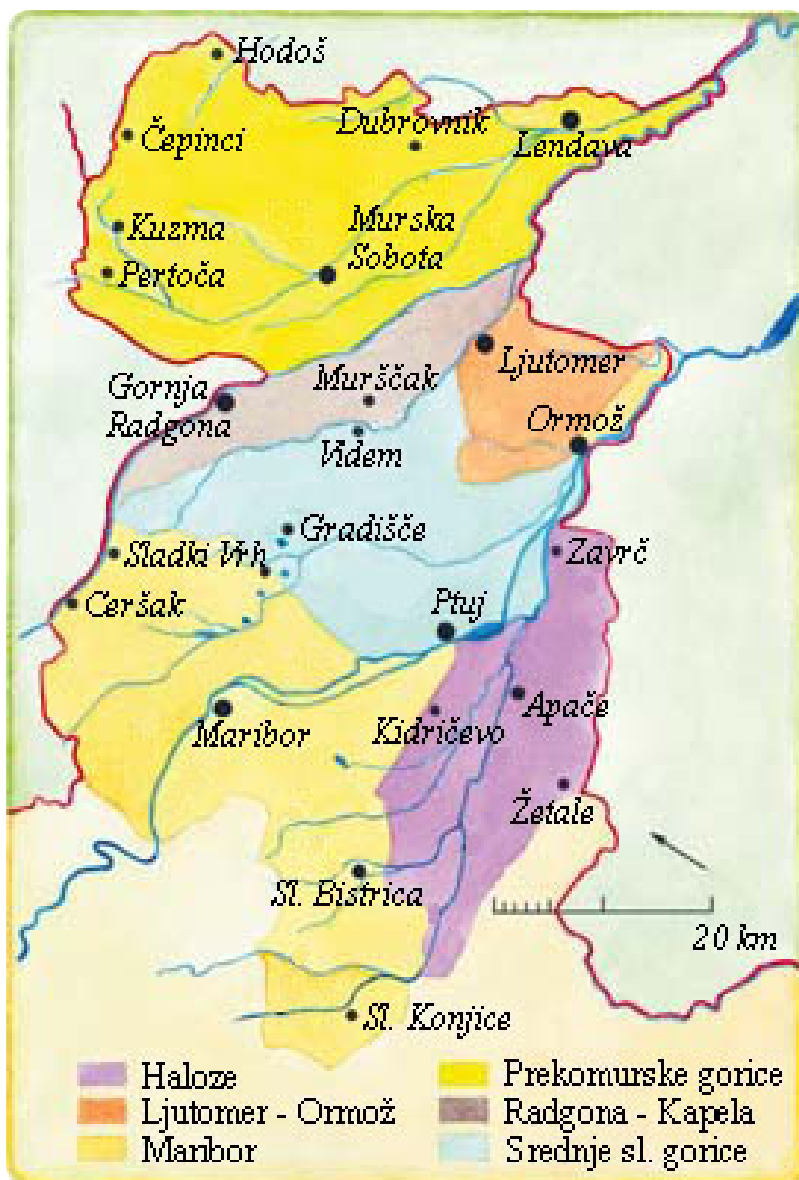 Hodoš
Čepinci
Dubrovnik
Lendava
Kuzma
Murska
Sobota
Pertoča
Ljutomer
Gornja
Radgona
Murščak
Ormož
Videm
Gradišče
Sladki Vrh
Zavrč
Ceršak
Ptuj
Apače
Maribor
Kidričevo
Žetale
Sl. Bistrica
20 km
Sl. Konjice
Haloze
Ljutomer - Ormož
Maribor
Prekomurske gorice
Radgona - Kapela
Srednje sl. gorice